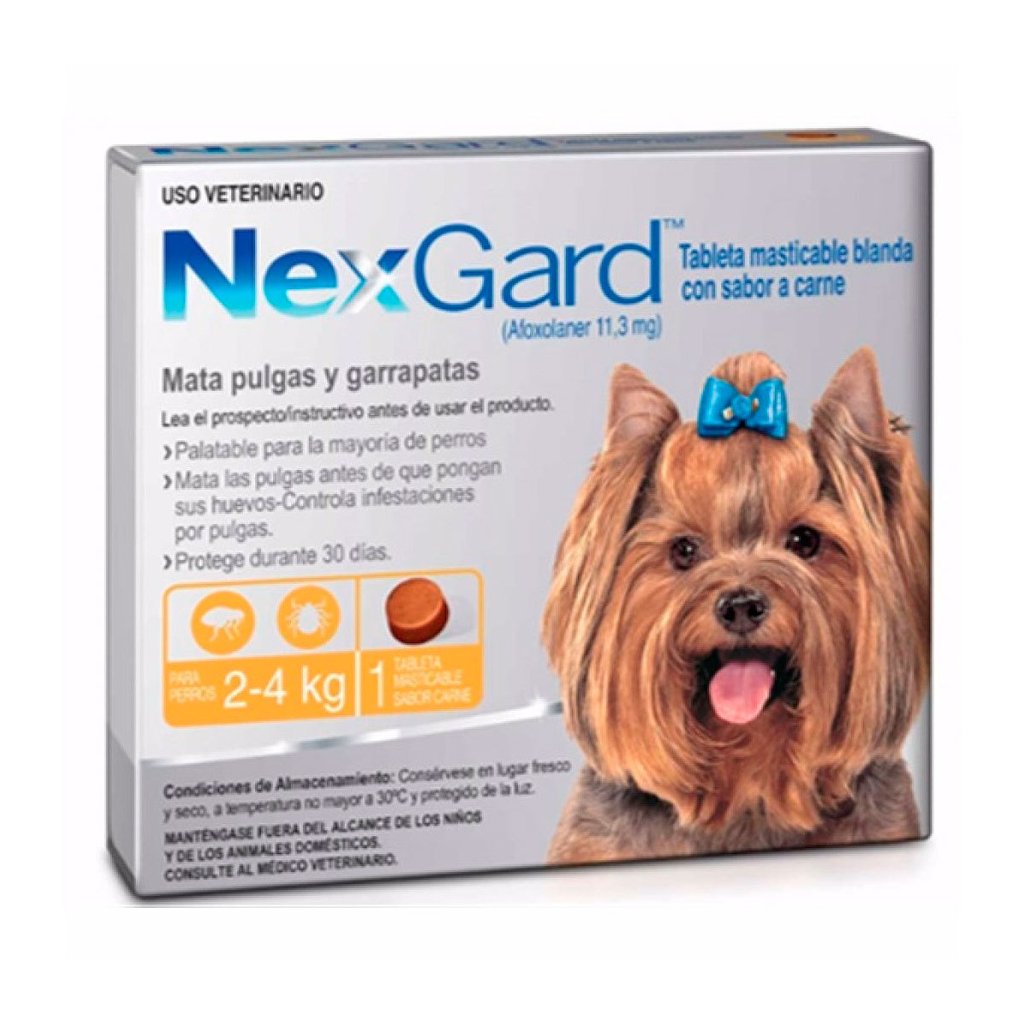 USO VETERINARIO
NexGard™
Tableta masticable blanda
con sabor a carne
(Afoxolaner 11,3 mg)
Mata pulgas y garrapatas
Lea el prospecto/instructivo antes de usar el producto.
›Palatable para la mayoría de perros
›Mata las pulgas antes de que pongan
sus huevos-Controla infestaciones
por pulgas.
›Protege durante 30 días.
PARA
PERROS
2-4 kg
1
TABLETA
MASTICABLE
SABOR CARNE
Condiciones de Almacenamiento: Consérvese en lugar fresco
y seco, a temperatura no mayor a 30ºC y protegido de la luz.
MANTÉNGASE FUERA DEL ALCANCE DE LOS NIÑOS
Y DE LOS ANIMALES DOMÉSTICOS.
CONSULTE AL MÉDICO VETERINARIO.